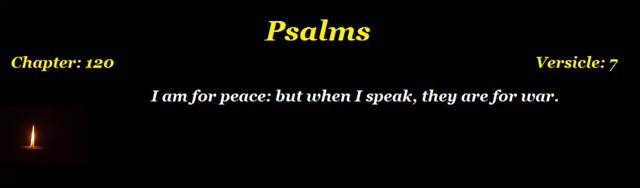 Psalms
Chapter: 120
Versicle: 7
I am for peace: but when I speak, they are for war.